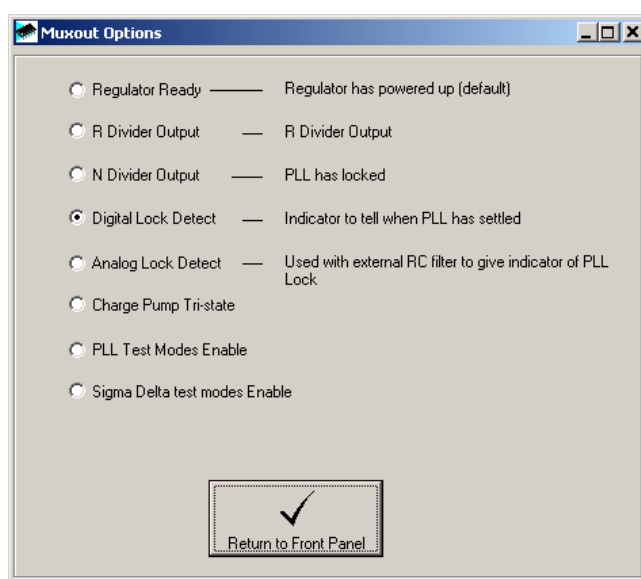 Muxout Options
Regulator Ready Regulator has powered up (default)
R Divider Output R Divider Output
N Divider Output PLL has locked
Digital Lock Detect Indicator to tell when PLL has settled
Analog Lock Detect Used with external RC filter to give indicator of PLL
Lock
Charge Pump Tri-state
PLL Test Modes Enable
Sigma Delta test modes Enable
Return to Front Panel